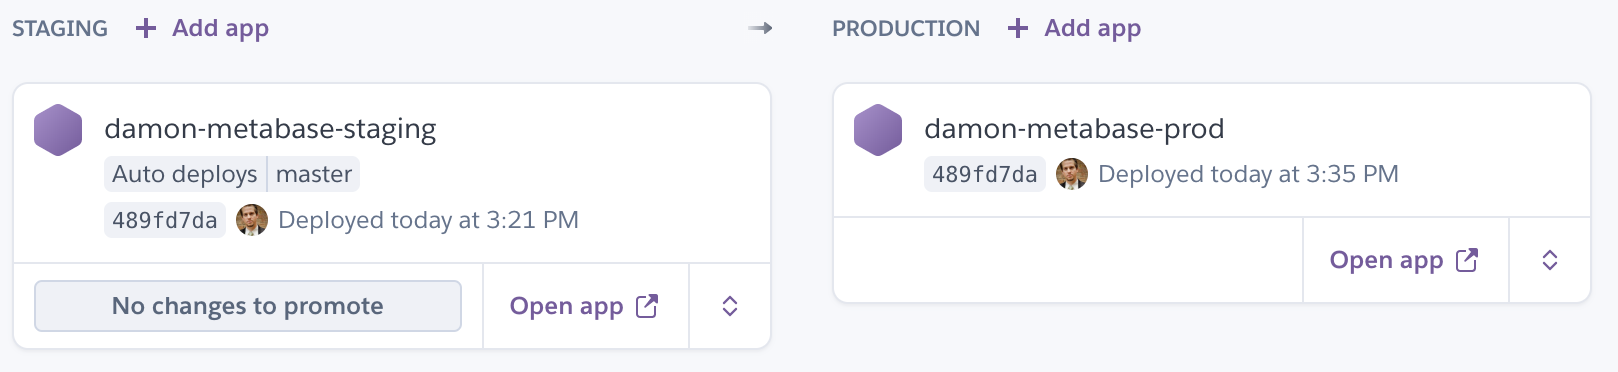 STAGING + Add app
damon-metabase-staging
Auto deploys master
489fd7da Deployed today at 3:21 PM
No changes to promote
Open app
PRODUCTION + Add app
damon-metabase-prod
489fd7da Deployed today at 3:35 PM
Open app